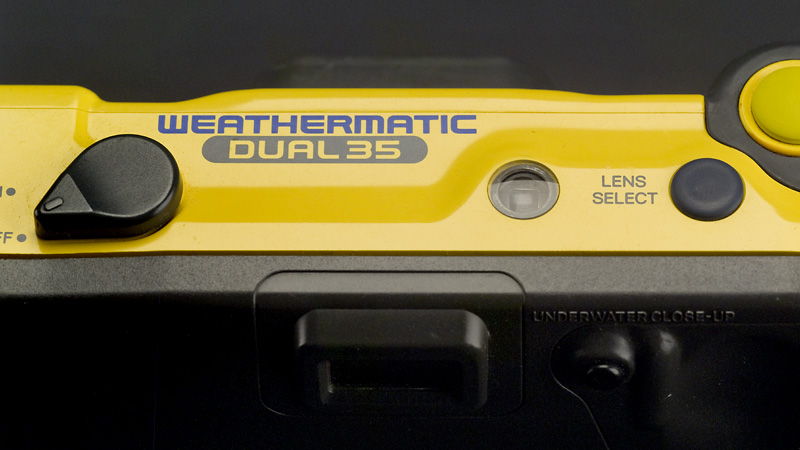 WEATHERMATIC
DUAL 35
LENS
SELECT
UNDERWATER CLOSE-UP